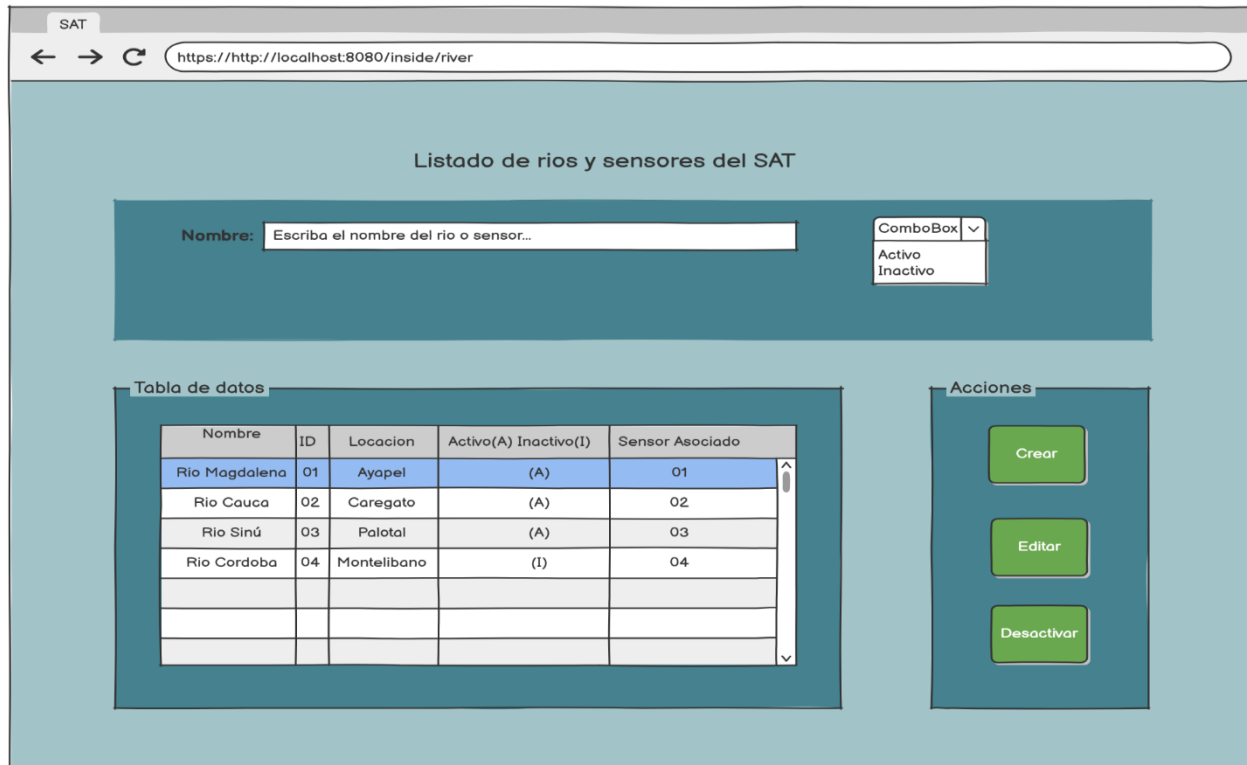 SAT
https://http://localhost:8080/inside/river
Listado de rios y sensores del SAT
Nombre: Escriba el nombre del rio o sensor...
ComboBox
Activo
Inactivo
Tabla de datos
Nombre ID Locacion Activo(A) Inactivo(I) Sensor Asociado
Rio Magdalena 01 Ayapel (A) 01
Rio Cauca 02 Caregato (A) 02
Rio Sinú 03 Palotal (A) 03
Rio Cordoba 04 Montelibano (I) 04
Acciones
Crear
Editar
Desactivar